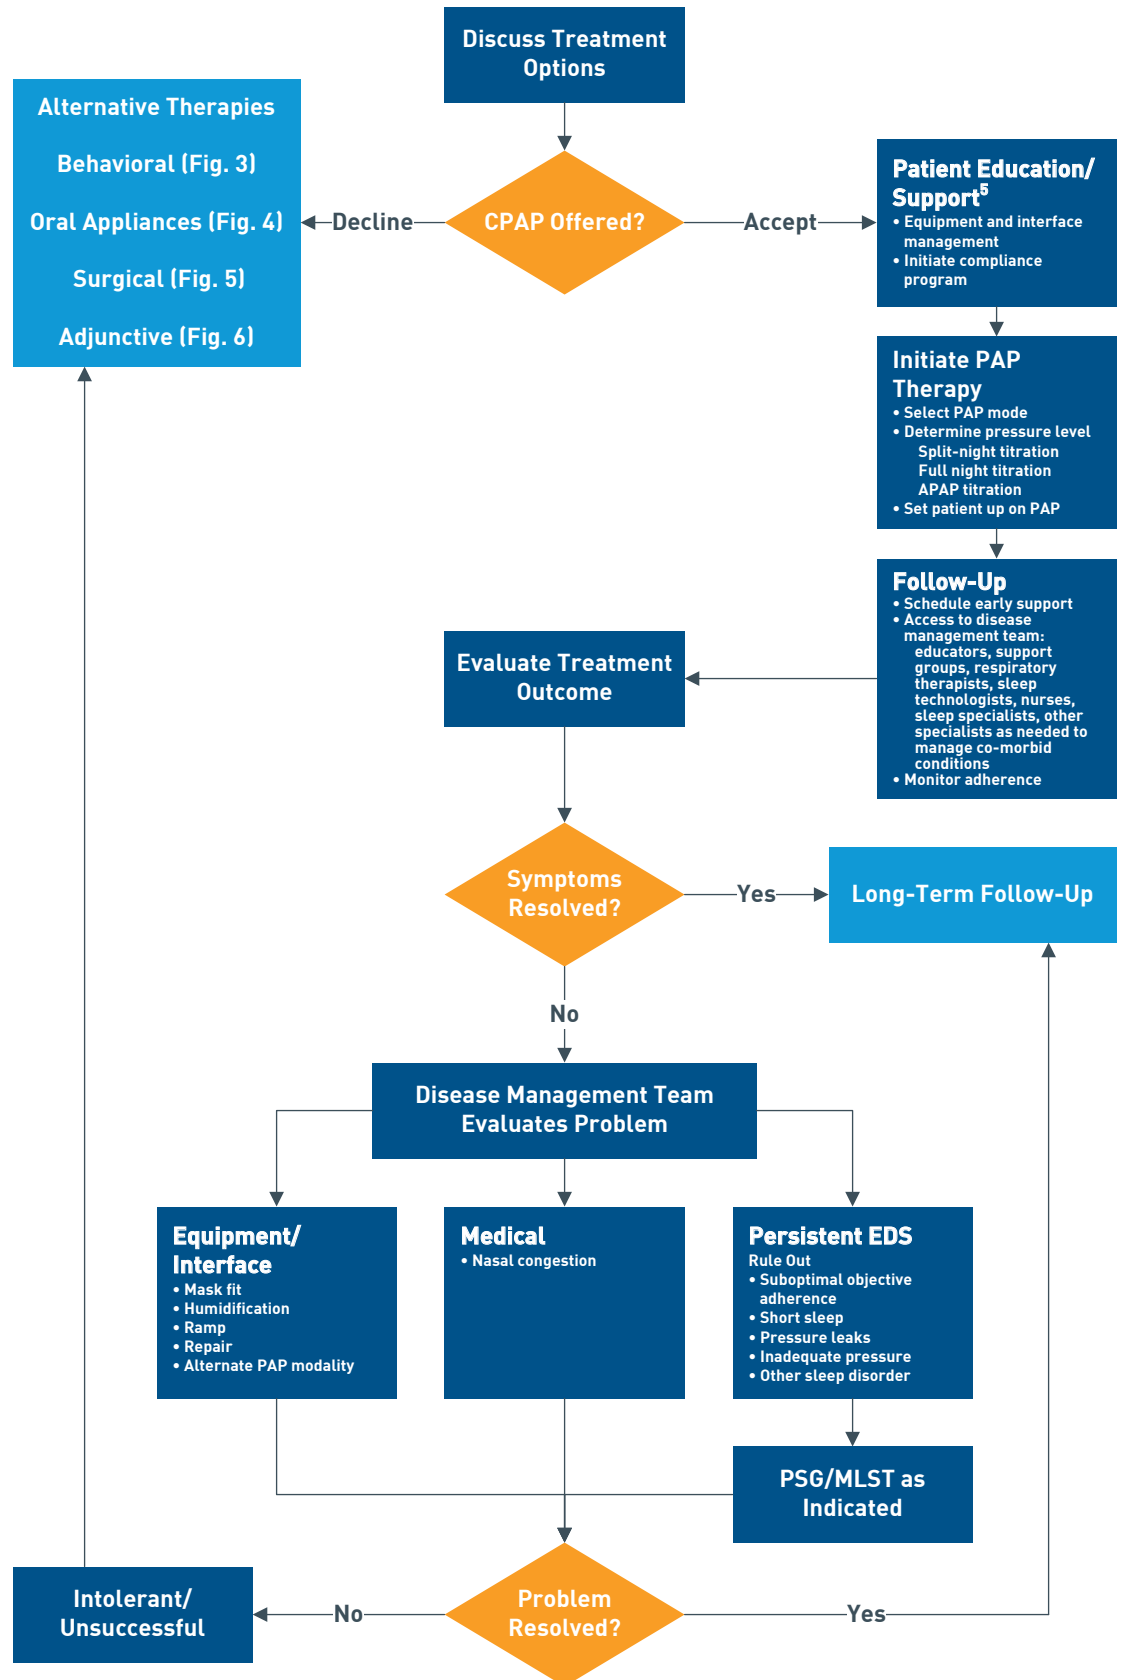 Discuss Treatment
Options
Alternative Therapies
Behavioral (Fig. 3)
Oral Appliances (Fig. 4)
Surgical (Fig. 5)
Adjunctive (Fig. 6)
Decline
CPAP Offered?
Accept
Patient Education/
Support⁵
• Equipment and interface
management
• Initiate compliance
program
Initiate PAP
Therapy
• Select PAP mode
• Determine pressure level
Split-night titration
Full night titration
APAP titration
• Set patient up on PAP
Follow-Up
• Schedule early support
• Access to disease
management team:
educators, support
groups, respiratory
therapists, sleep
technologists, nurses,
sleep specialists, other
specialists as needed to
manage co-morbid
conditions
• Monitor adherence
Evaluate Treatment
Outcome
Symptoms
Resolved?
Yes
Long-Term Follow-Up
No
Disease Management Team
Evaluates Problem
Equipment/
Interface
• Mask fit
• Humidification
• Ramp
• Repair
• Alternate PAP modality
Medical
• Nasal congestion
Persistent EDS
Rule Out
• Suboptimal objective
adherence
• Short sleep
• Pressure leaks
• Inadequate pressure
• Other sleep disorder
PSG/MLST as
Indicated
Intolerant/
Unsuccessful
No
Problem
Resolved?
Yes